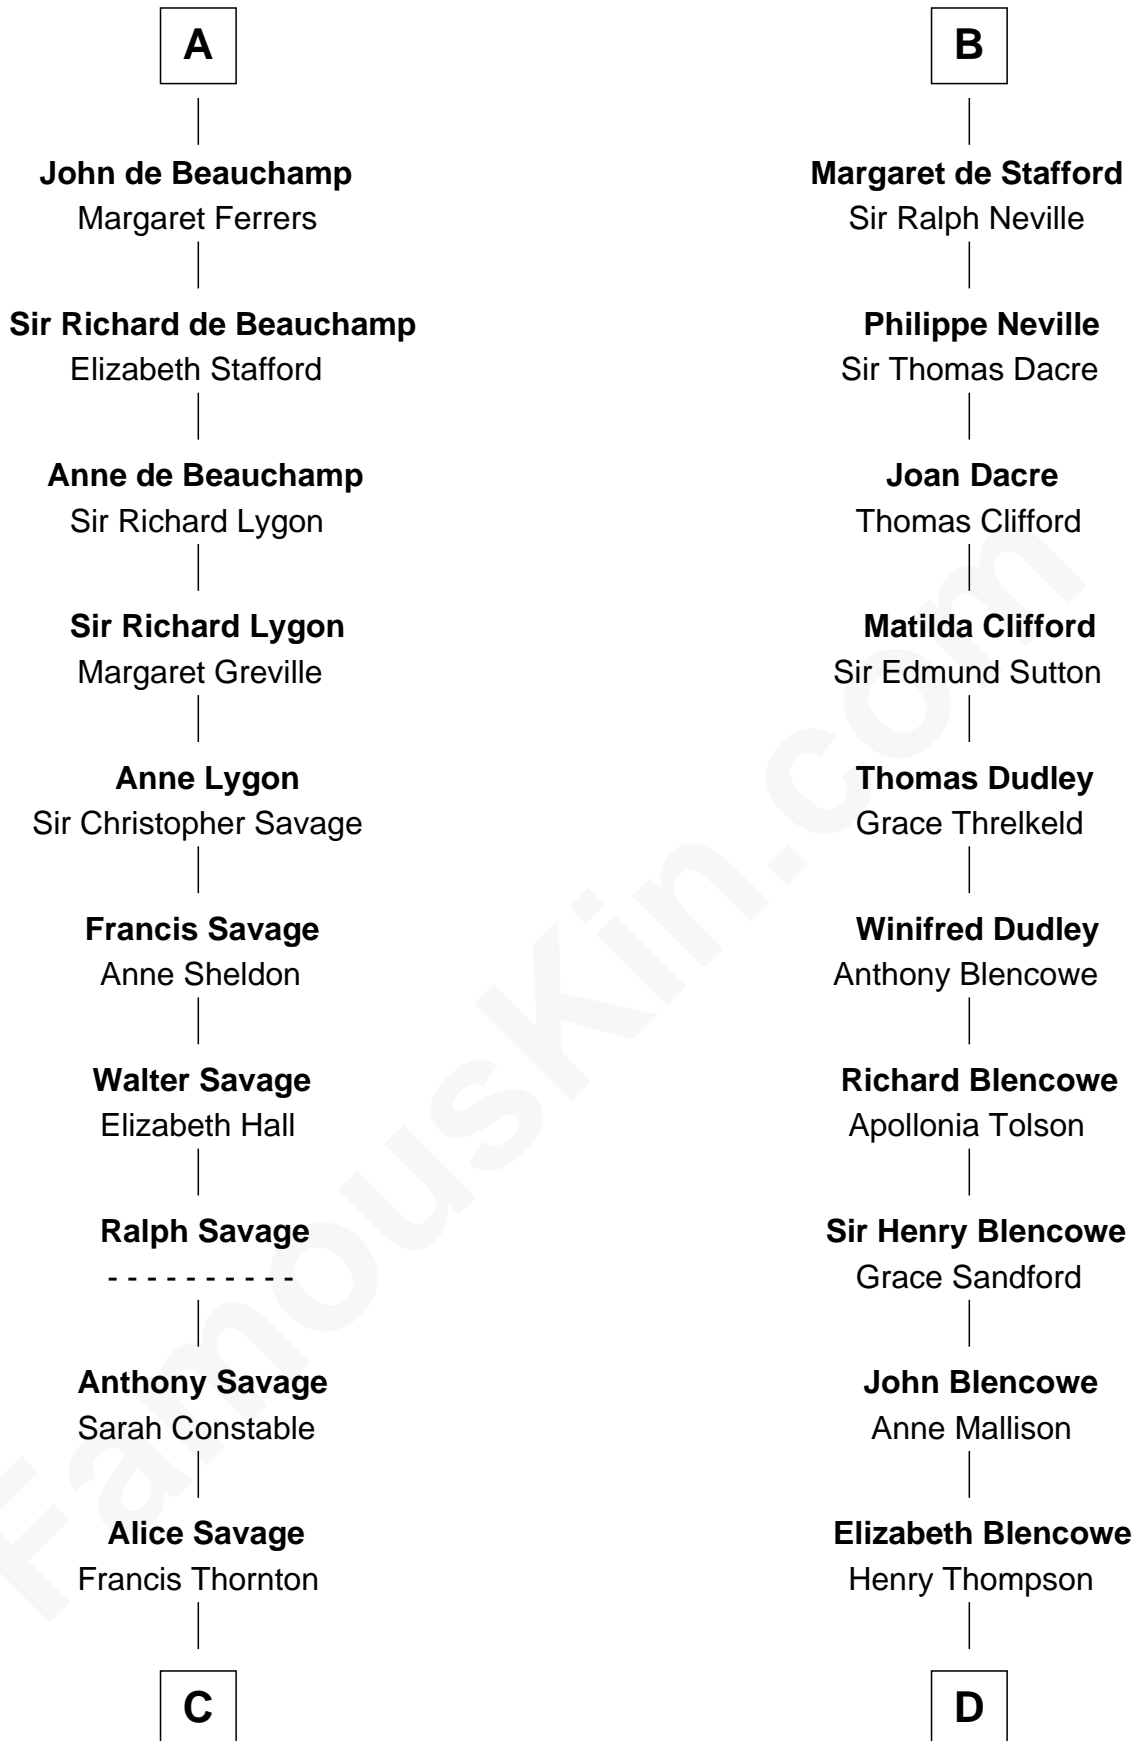 A
John de Beauchamp
Margaret Ferrers
Sir Richard de Beauchamp
Elizabeth Stafford
Anne de Beauchamp
Sir Richard Lygon
Sir Richard Lygon
Margaret Greville
Anne Lygon
Sir Christopher Savage
Francis Savage
Anne Sheldon
Walter Savage
Elizabeth Hall
Ralph Savage
- - - - - - - - - -
Anthony Savage
Sarah Constable
Alice Savage
Francis Thornton
C
B
Margaret de Stafford
Sir Ralph Neville
Philippe Neville
Sir Thomas Dacre
Joan Dacre
Thomas Clifford
Matilda Clifford
Sir Edmund Sutton
Thomas Dudley
Grace Threlkeld
Winifred Dudley
Anthony Blencowe
Richard Blencowe
Apollonia Tolson
Sir Henry Blencowe
Grace Sandford
John Blencowe
Anne Mallison
Elizabeth Blencowe
Henry Thompson
D
FamousKin.com